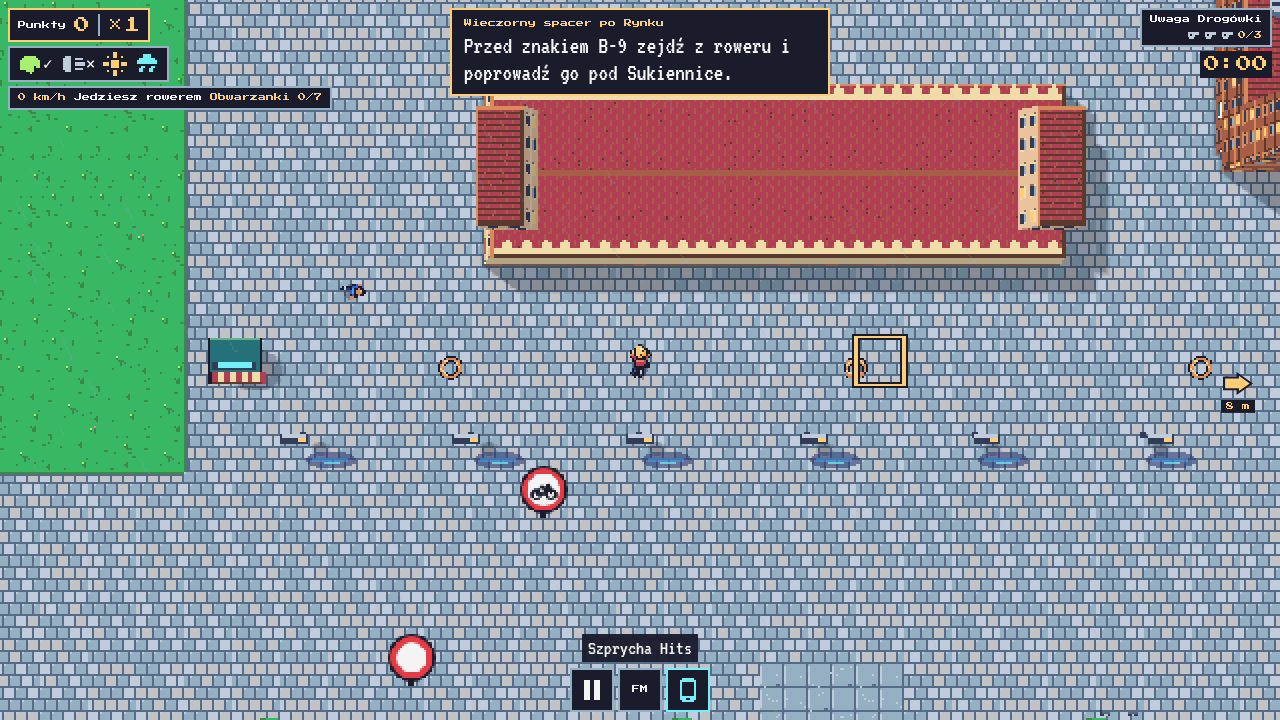 Punkty 0 ×1
Wieczorny spacer po Rynku
Przed znakiem B-9 zejdź z roweru i
poprowadź go pod Sukiennice.
Uwaga Drogówki
0/3
0:00
0 km/h Jedziesz rowerem Obwarzanki 0/7
8 m
Szprycha Hits
FM